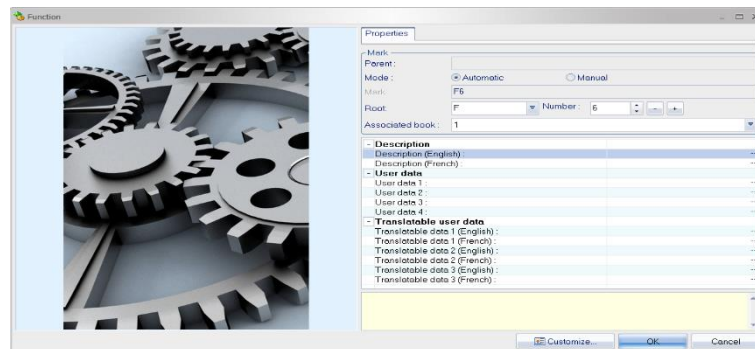 Function
Properties
Mark
Parent :
Mode : Automatic Manual
Mark: F6
Root: F Number : 6 - +
Associated book : 1
- Description
Description (English) :
Description (French) :
- User data
User data 1 :
User data 2 :
User data 3 :
User data 4 :
- Translatable user data
Translatable data 1 (English) :
Translatable data 1 (French) :
Translatable data 2 (English) :
Translatable data 2 (French) :
Translatable data 3 (English) :
Translatable data 3 (French) :
Customize... OK Cancel